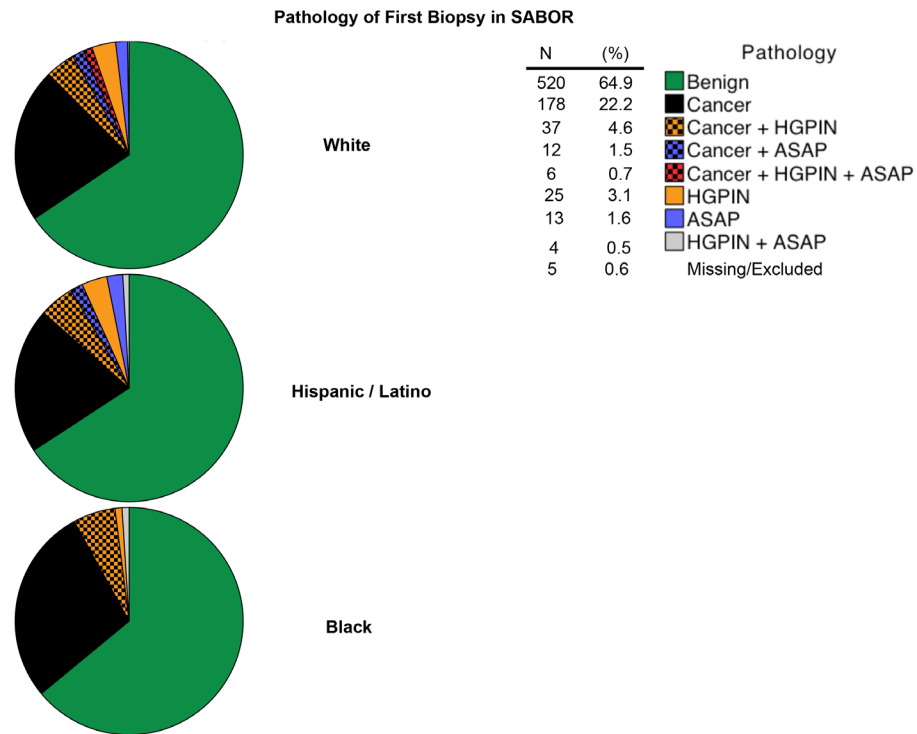 Pathology of First Biopsy in SABOR
N (%) Pathology
520 64.9 Benign
178 22.2 Cancer
37 4.6 Cancer + HGPIN
12 1.5 Cancer + ASAP
6 0.7 Cancer + HGPIN + ASAP
25 3.1 HGPIN
13 1.6 ASAP
4 0.5 HGPIN + ASAP
5 0.6 Missing/Excluded
White
Hispanic / Latino
Black